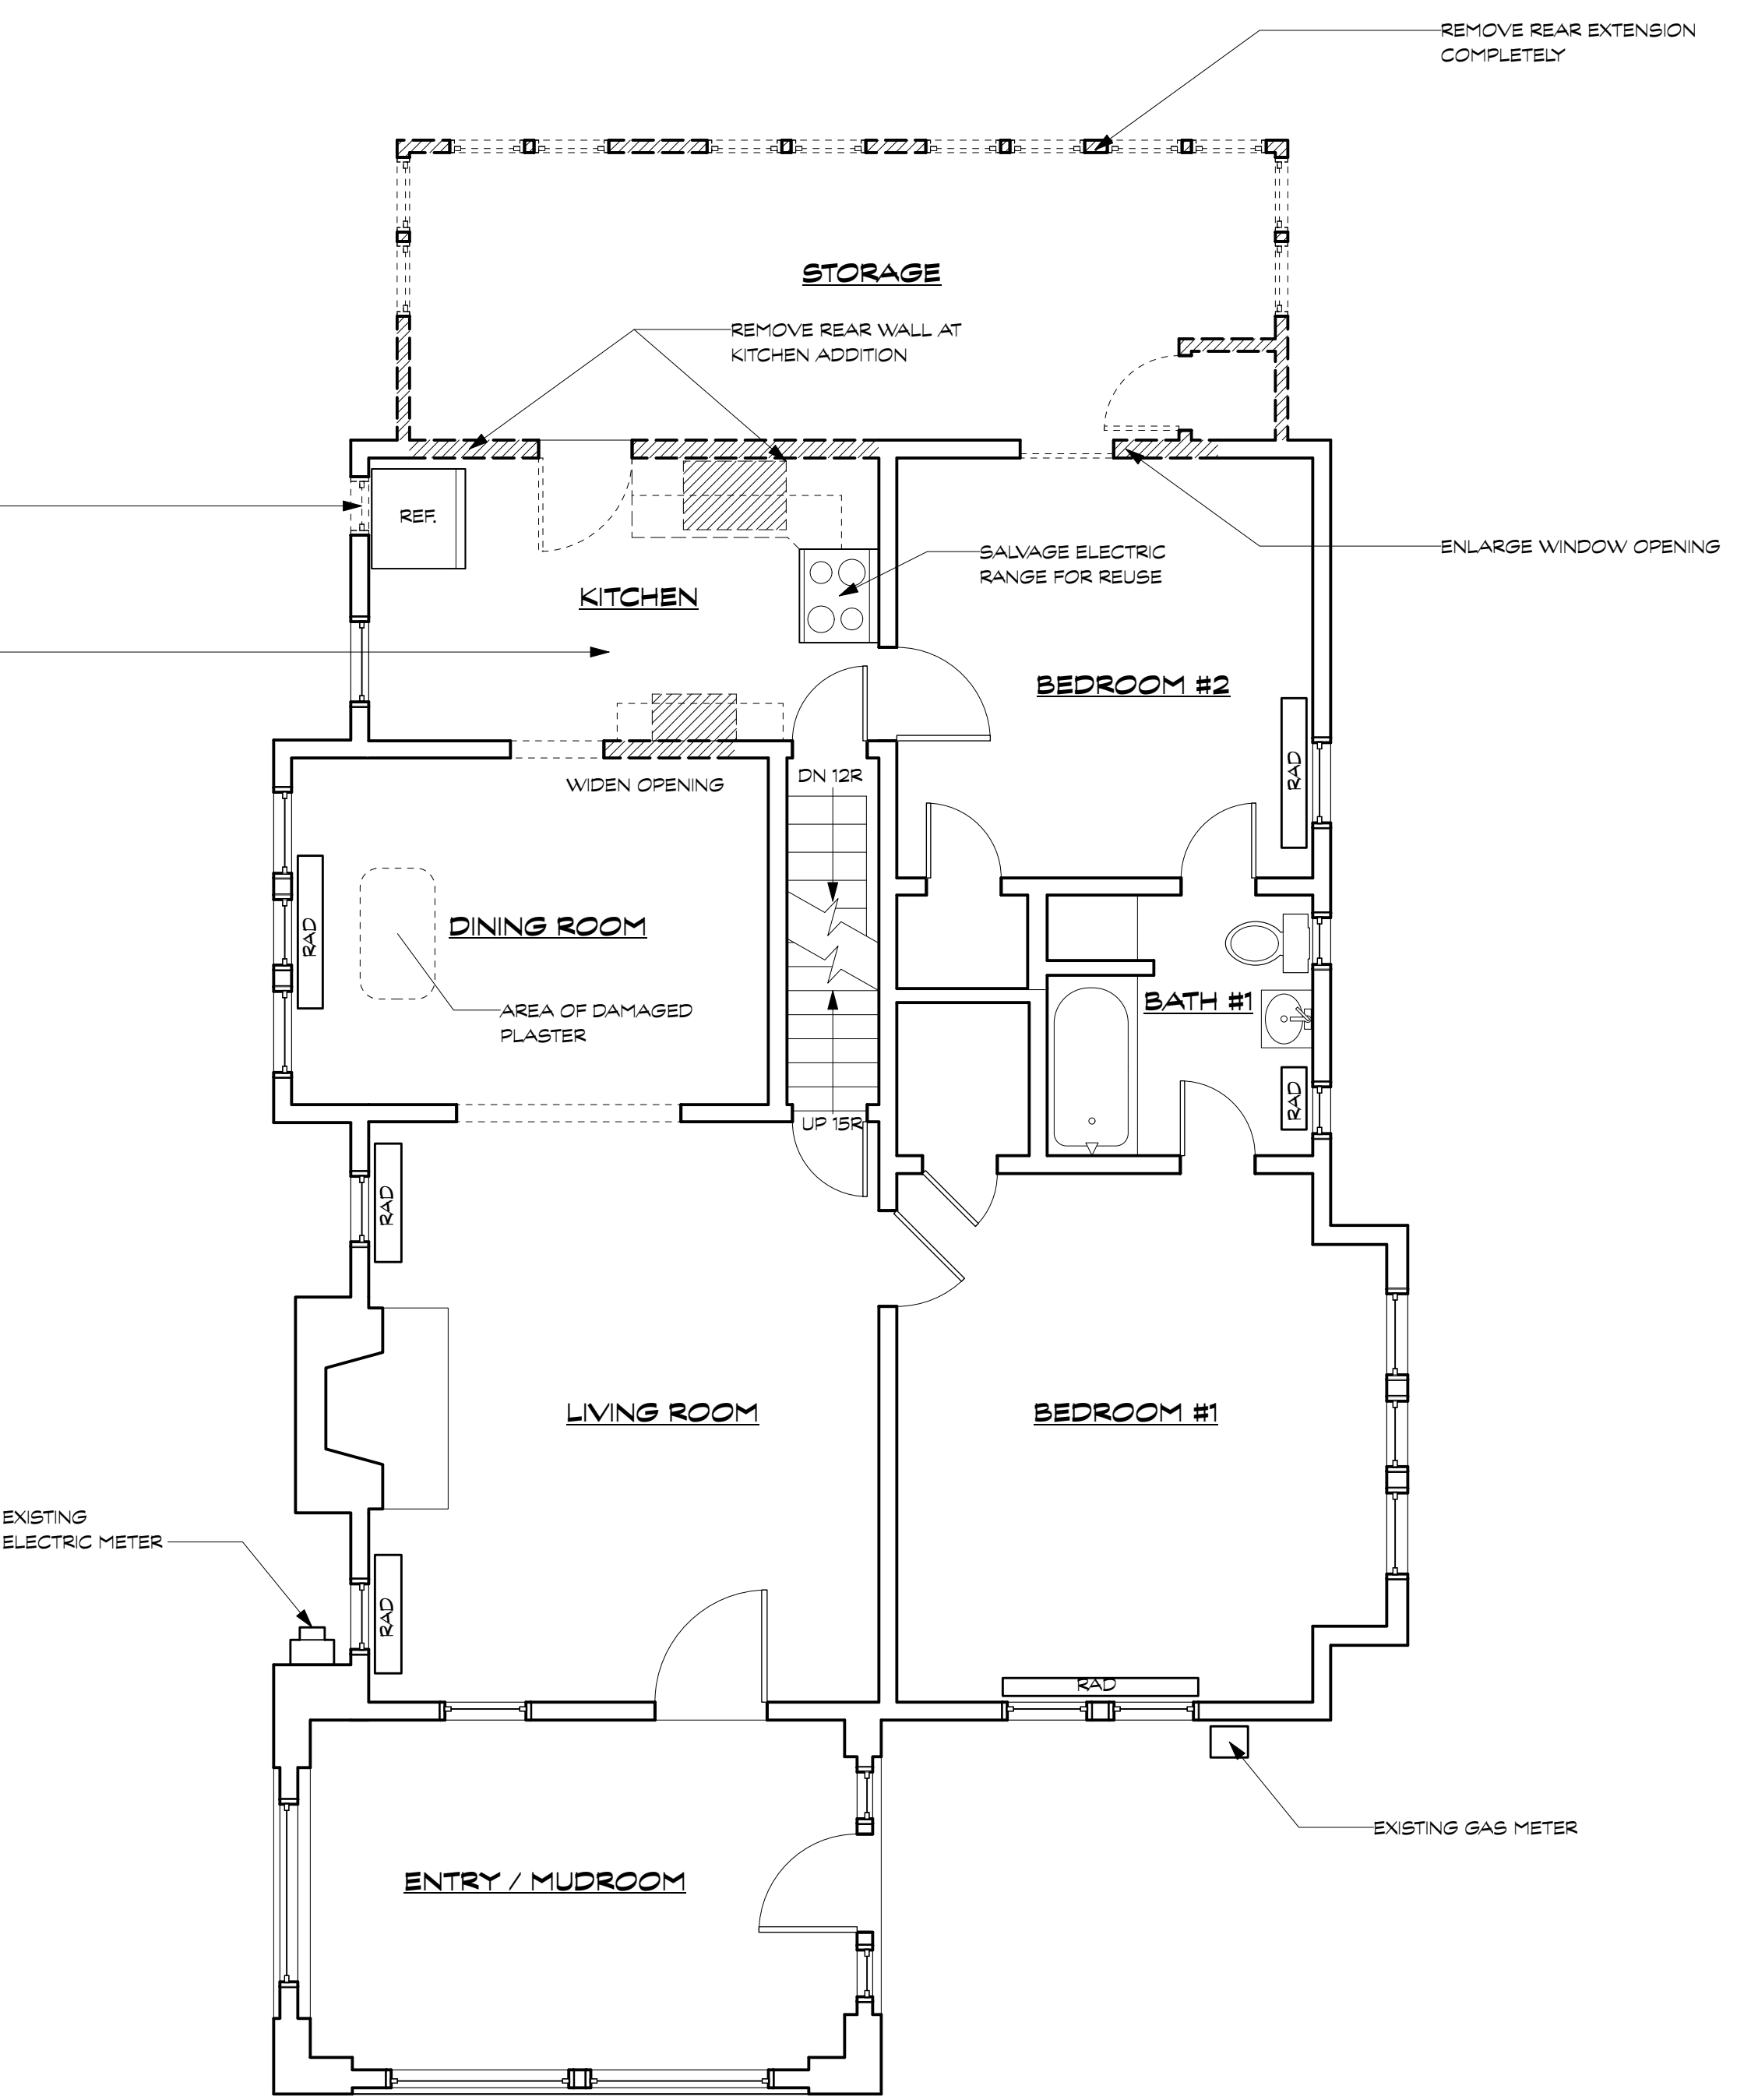 REMOVE REAR EXTENSION
COMPLETELY
STORAGE
REMOVE REAR WALL AT
KITCHEN ADDITION
REF.
SALVAGE ELECTRIC
RANGE FOR REUSE
ENLARGE WINDOW OPENING
KITCHEN
BEDROOM #2
RAD
DN 12R
WIDEN OPENING
DINING ROOM
RAD
AREA OF DAMAGED
PLASTER
BATH #1
RAD
UP 15R
RAD
LIVING ROOM
BEDROOM #1
EXISTING
ELECTRIC METER
RAD
RAD
EXISTING GAS METER
ENTRY / MUDROOM